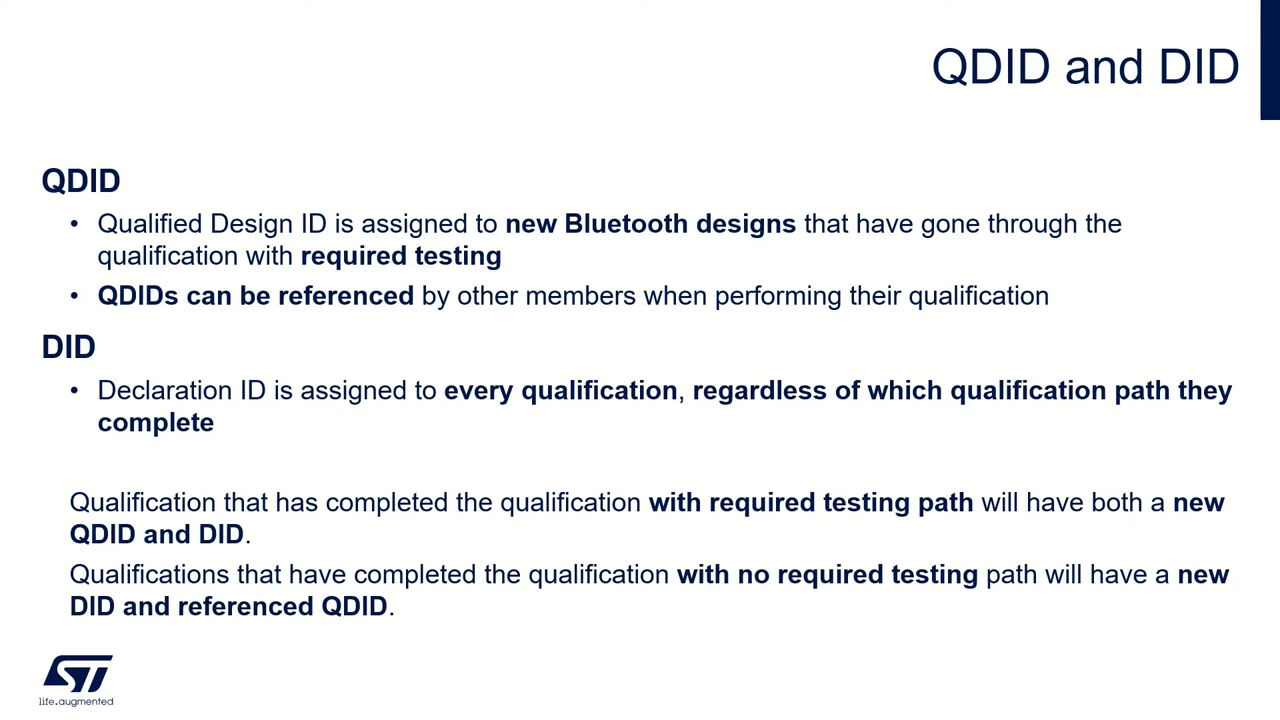 QDID and DID
QDID
• Qualified Design ID is assigned to new Bluetooth designs that have gone through the
qualification with required testing
• QDIDs can be referenced by other members when performing their qualification
DID
• Declaration ID is assigned to every qualification, regardless of which qualification path they
complete
Qualification that has completed the qualification with required testing path will have both a new
QDID and DID.
Qualifications that have completed the qualification with no required testing path will have a new
DID and referenced QDID.
ST
life.augmented